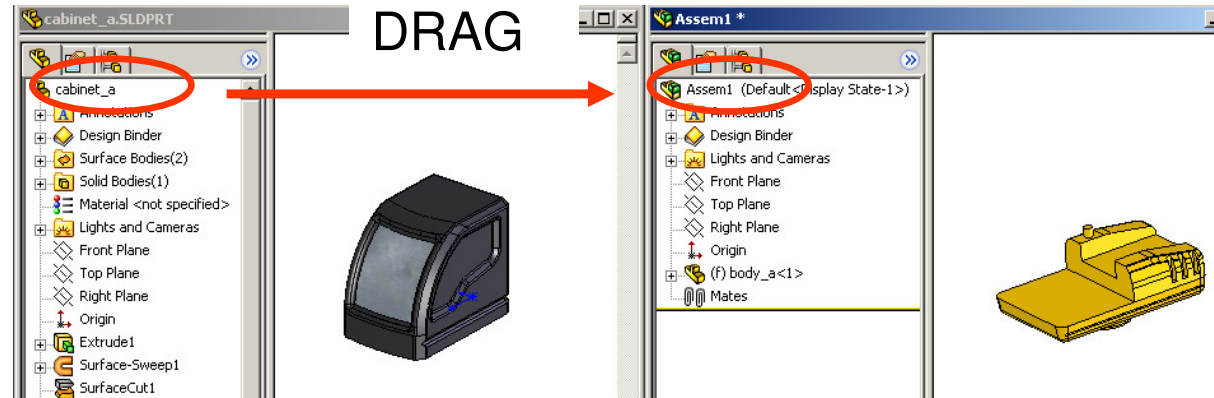 cabinet_a.SLDPRT
DRAG
Assem1 *
cabinet_a
Annotations
Design Binder
Surface Bodies(2)
Solid Bodies(1)
Material <not specified>
Lights and Cameras
Front Plane
Top Plane
Right Plane
Origin
Extrude1
Surface-Sweep1
SurfaceCut1
Assem1 (Default<Display State-1>)
Annotations
Design Binder
Lights and Cameras
Front Plane
Top Plane
Right Plane
Origin
(f) body_a<1>
Mates